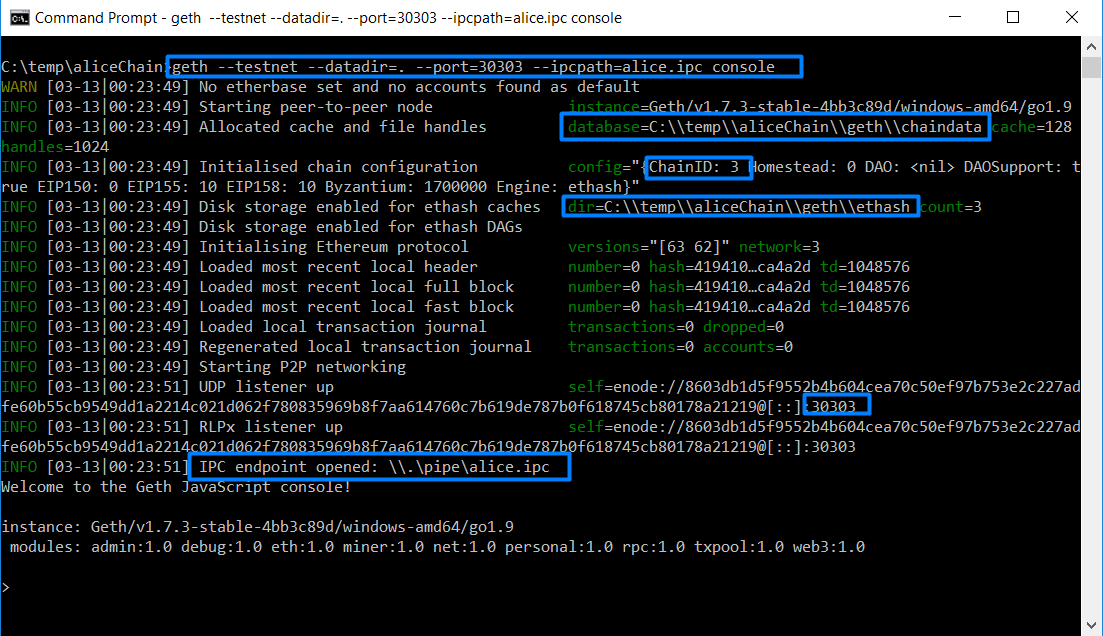 Command Prompt - geth  --testnet --datadir=. --port=30303 --ipcpath=alice.ipc console
C:\temp\aliceChain>geth --testnet --datadir=. --port=30303 --ipcpath=alice.ipc console
WARN [03-13|00:23:49] No etherbase set and no accounts found as default
INFO [03-13|00:23:49] Starting peer-to-peer node               instance=Geth/v1.7.3-stable-4bb3c89d/windows-amd64/go1.9
INFO [03-13|00:23:49] Allocated cache and file handles         database=C:\\temp\\aliceChain\\geth\\chaindata cache=128
handles=1024
INFO [03-13|00:23:49] Initialised chain configuration          config="{ChainID: 3 Homestead: 0 DAO: <nil> DAOSupport: t
rue EIP150: 0 EIP155: 10 EIP158: 10 Byzantium: 1700000 Engine: ethash}"
INFO [03-13|00:23:49] Disk storage enabled for ethash caches   dir=C:\\temp\\aliceChain\\geth\\ethash count=3
INFO [03-13|00:23:49] Disk storage enabled for ethash DAGs
INFO [03-13|00:23:49] Initialising Ethereum protocol           versions="[63 62]" network=3
INFO [03-13|00:23:49] Loaded most recent local header          number=0 hash=419410…ca4a2d td=1048576
INFO [03-13|00:23:49] Loaded most recent local full block      number=0 hash=419410…ca4a2d td=1048576
INFO [03-13|00:23:49] Loaded most recent local fast block      number=0 hash=419410…ca4a2d td=1048576
INFO [03-13|00:23:49] Loaded local transaction journal         transactions=0 dropped=0
INFO [03-13|00:23:49] Regenerated local transaction journal    transactions=0 accounts=0
INFO [03-13|00:23:49] Starting P2P networking
INFO [03-13|00:23:51] UDP listener up                          self=enode://8603db1d5f9552b4b604cea70c50ef97b753e2c227ad
fe60b55cb9549dd1a2214c021d062f780835969b8f7aa614760c7b619de787b0f618745cb80178a21219@[::]:30303
INFO [03-13|00:23:51] RLPx listener up                         self=enode://8603db1d5f9552b4b604cea70c50ef97b753e2c227ad
fe60b55cb9549dd1a2214c021d062f780835969b8f7aa614760c7b619de787b0f618745cb80178a21219@[::]:30303
INFO [03-13|00:23:51] IPC endpoint opened: \\.\pipe\alice.ipc
Welcome to the Geth JavaScript console!
instance: Geth/v1.7.3-stable-4bb3c89d/windows-amd64/go1.9
 modules: admin:1.0 debug:1.0 eth:1.0 miner:1.0 net:1.0 personal:1.0 rpc:1.0 txpool:1.0 web3:1.0
>